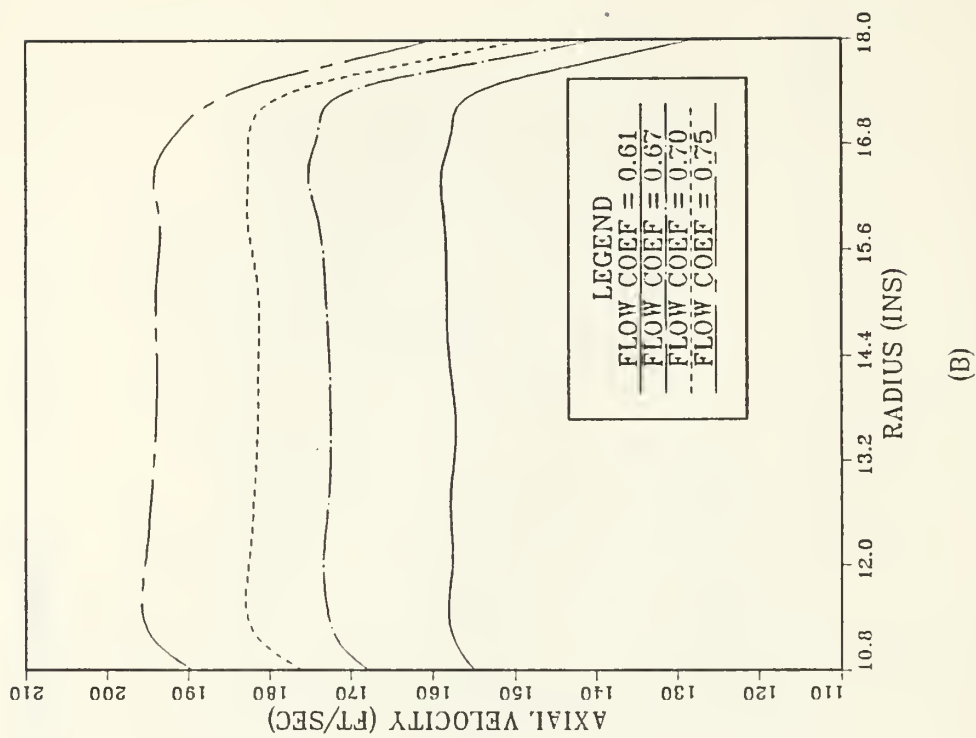 210
200
190
180
170
160
150
140
130
120
110
AXIAL VELOCITY (FT/SEC)
10.8
12.0
13.2
14.4
15.6
16.8
18.0
RADIUS (INS)
LEGEND
FLOW COEF = 0.61
FLOW COEF = 0.67
FLOW COEF = 0.70
FLOW COEF = 0.75
(B)